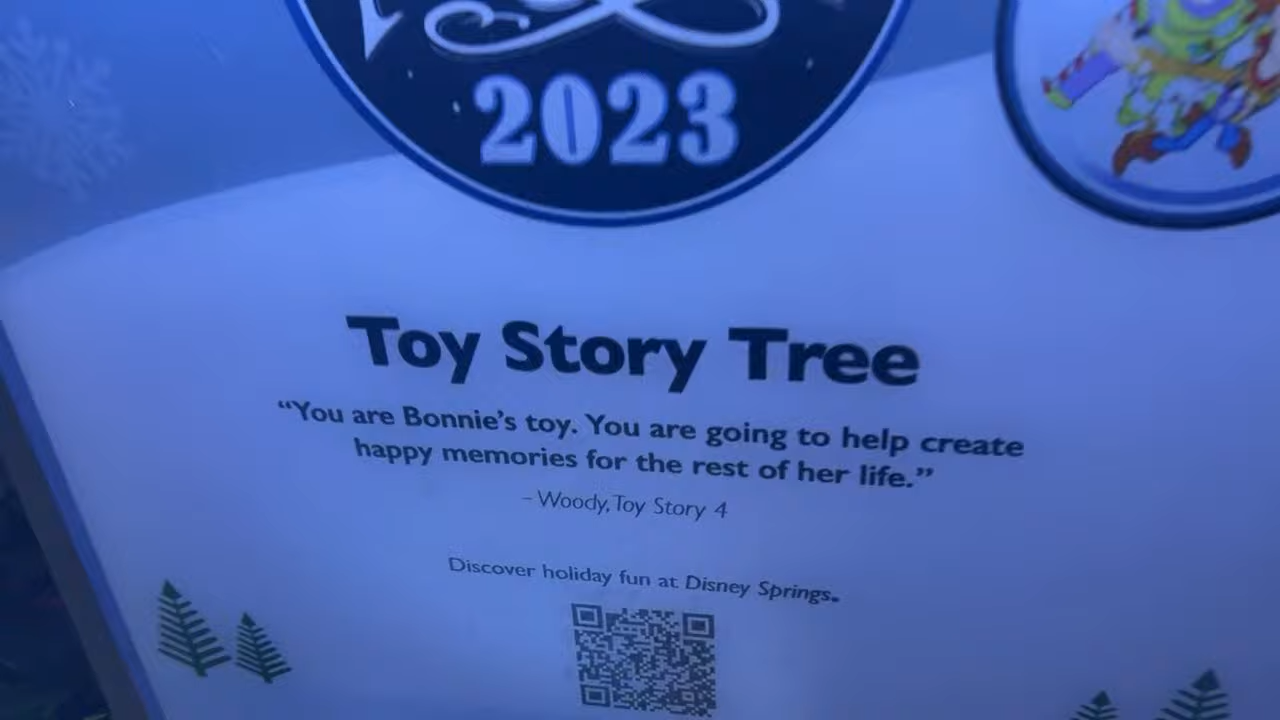 2023
Toy Story Tree
“You are Bonnie’s toy. You are going to help create
happy memories for the rest of her life.”
– Woody, Toy Story 4
Discover holiday fun at Disney Springs.